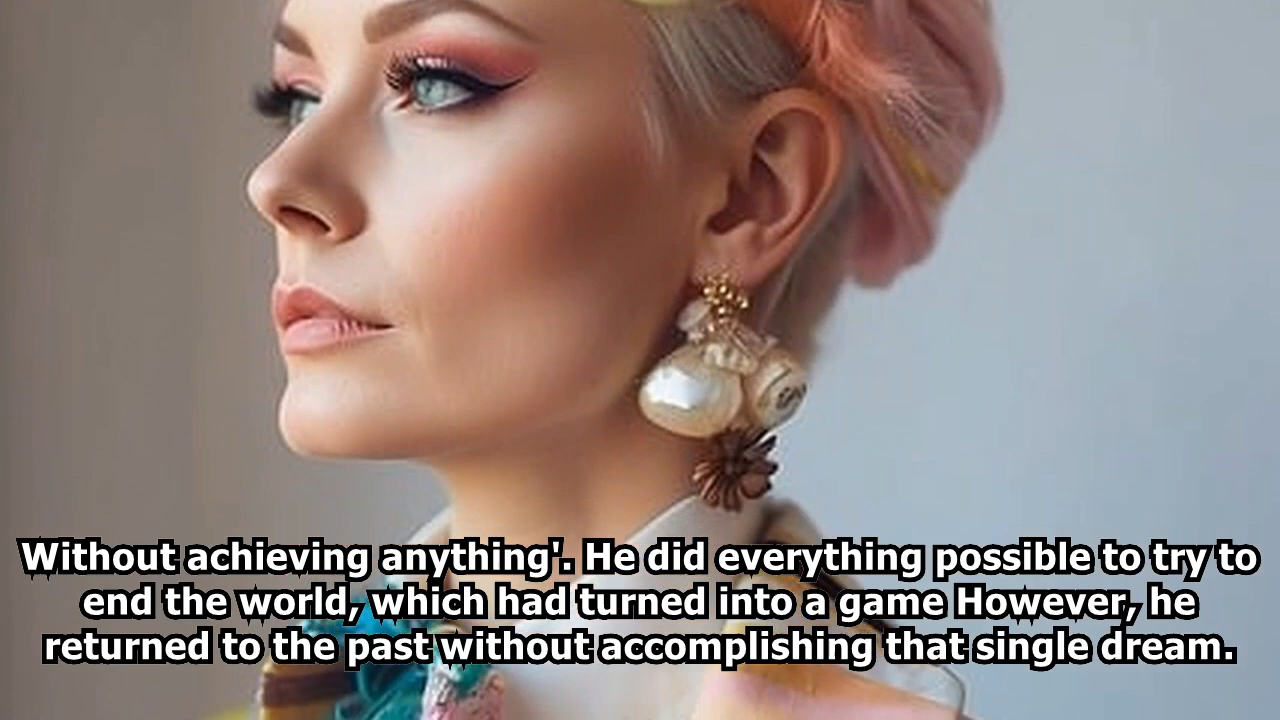 Without achieving anything'. He did everything possible to try to
end the world, which had turned into a game However, he
returned to the past without accomplishing that single dream.